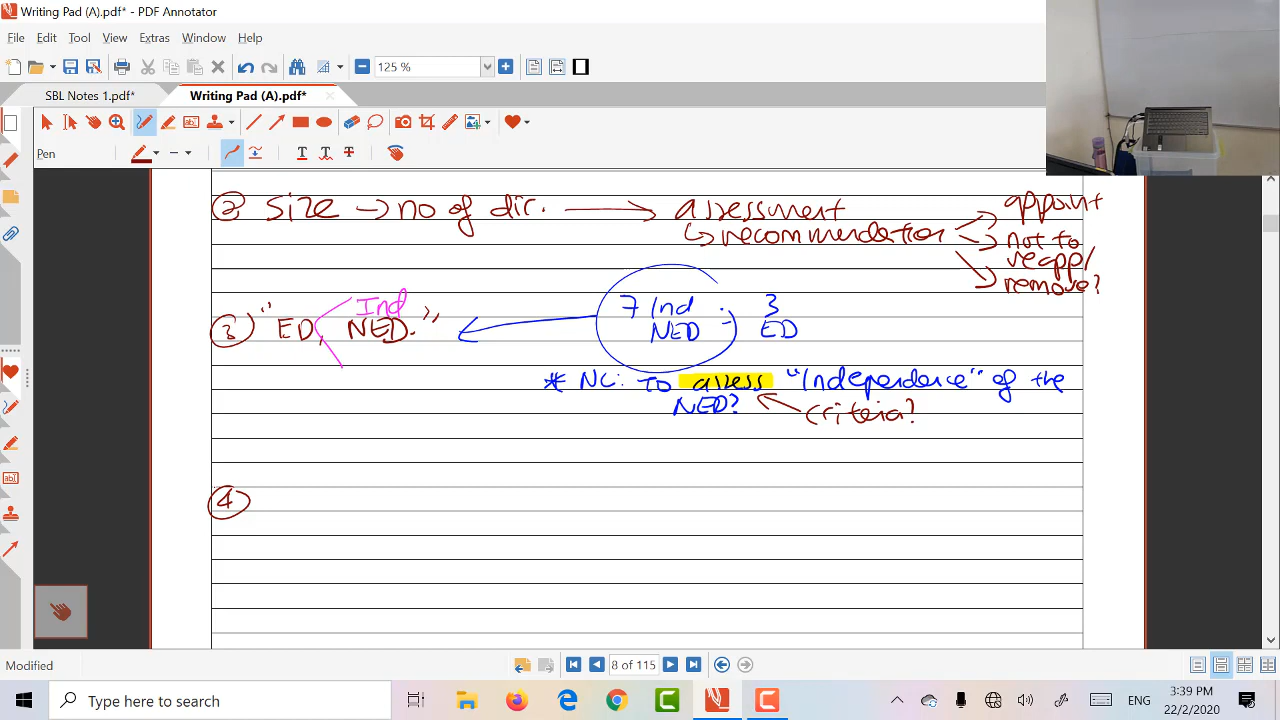 Writing Pad (A).pdf* - PDF Annotator
File Edit Tool View Extras Window Help
125 %
SBL Notes 1.pdf* Writing Pad (A).pdf*
Pen
② Size → no of dir. → assessment
↳ recommendation
appoint
not to
reapp/
remove?
③ "ED, NED."
Ind
7 Ind : 3
NED ED
* NC: To assess "independence" of the
NED?
criteria?
④
8 of 115
Modified
Type here to search
ENG
3:39 PM
22/2/2020